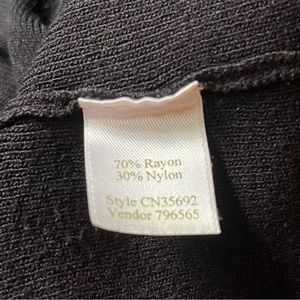 70% Rayon
30% Nylon
Style CN35692
Vendor 796565